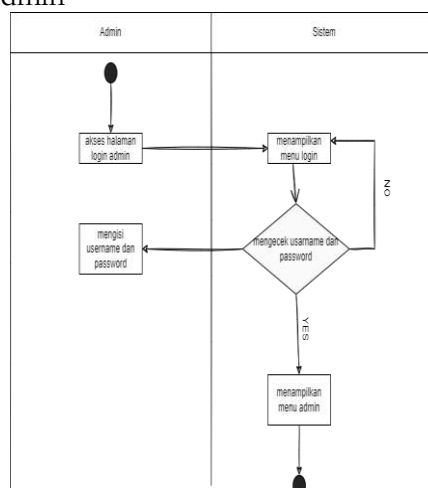 Admin
Sistem
akses halaman
login admin
menampilkan
menu login
NO
mengisi
username dan
password
mengecek usarname dan
password
YES
menampilkan
menu admin